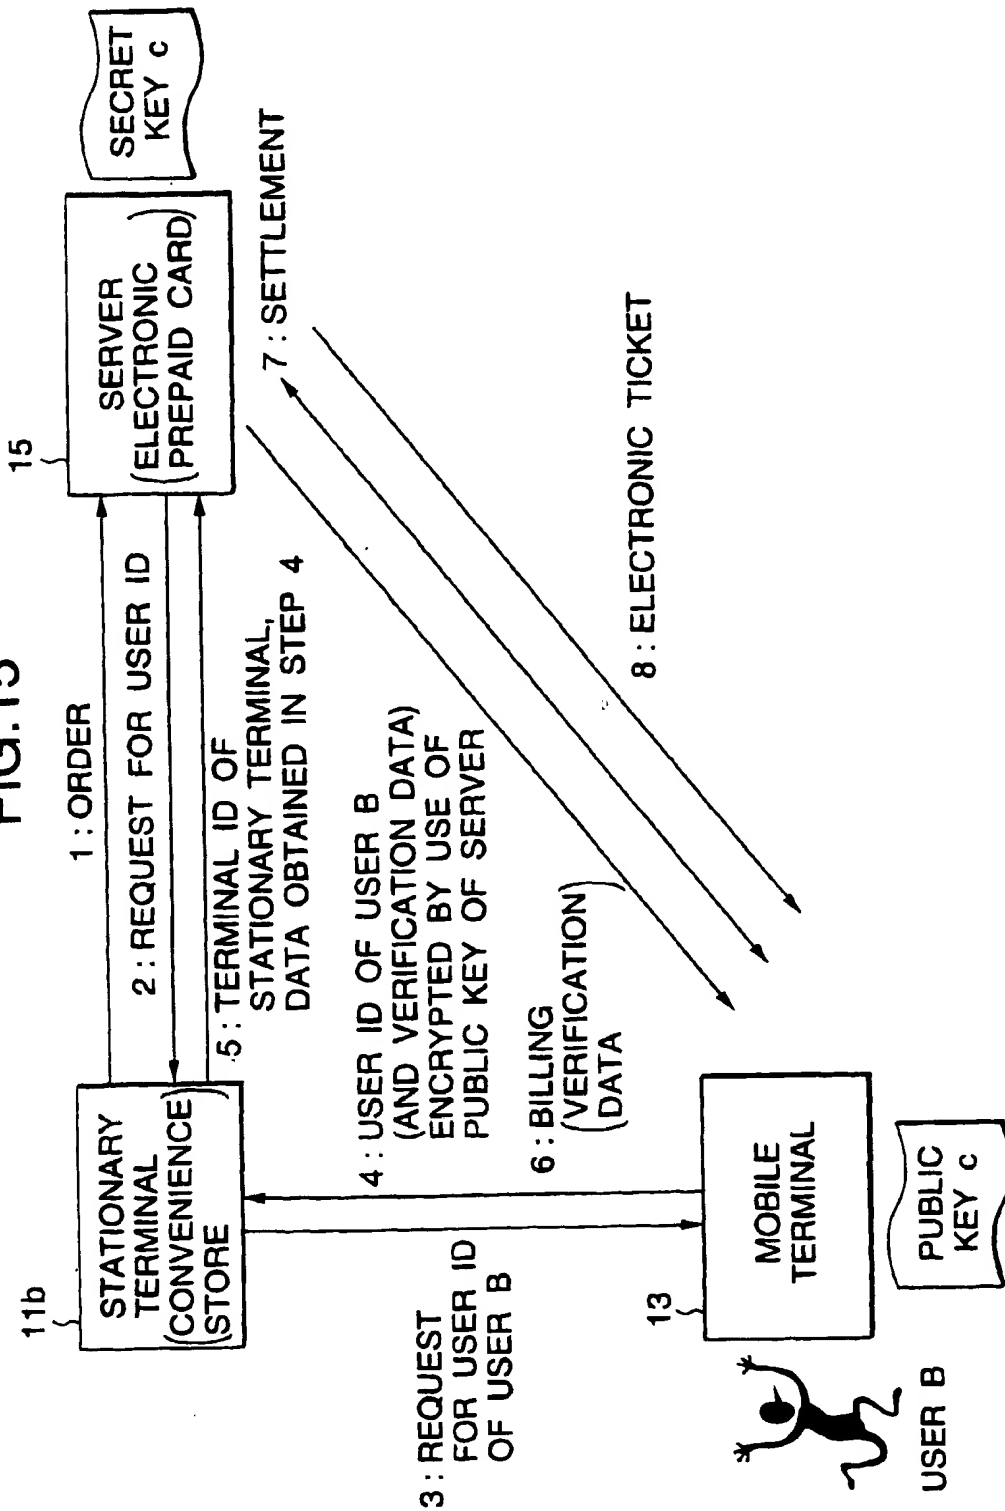 FIG.15
11b
STATIONARY
TERMINAL
(CONVENIENCE
STORE)
1 : ORDER
2 : REQUEST FOR USER ID
5 : TERMINAL ID OF
STATIONARY TERMINAL,
DATA OBTAINED IN STEP 4
15
SERVER
(ELECTRONIC
PREPAID CARD)
SECRET
KEY c
3 : REQUEST
FOR USER ID
OF USER B
4 : USER ID OF USER B
(AND VERIFICATION DATA)
ENCRYPTED BY USE OF
PUBLIC KEY OF SERVER
6 : BILLING
(VERIFICATION
DATA)
7 : SETTLEMENT
8 : ELECTRONIC TICKET
13
MOBILE
TERMINAL
PUBLIC
KEY c
USER B